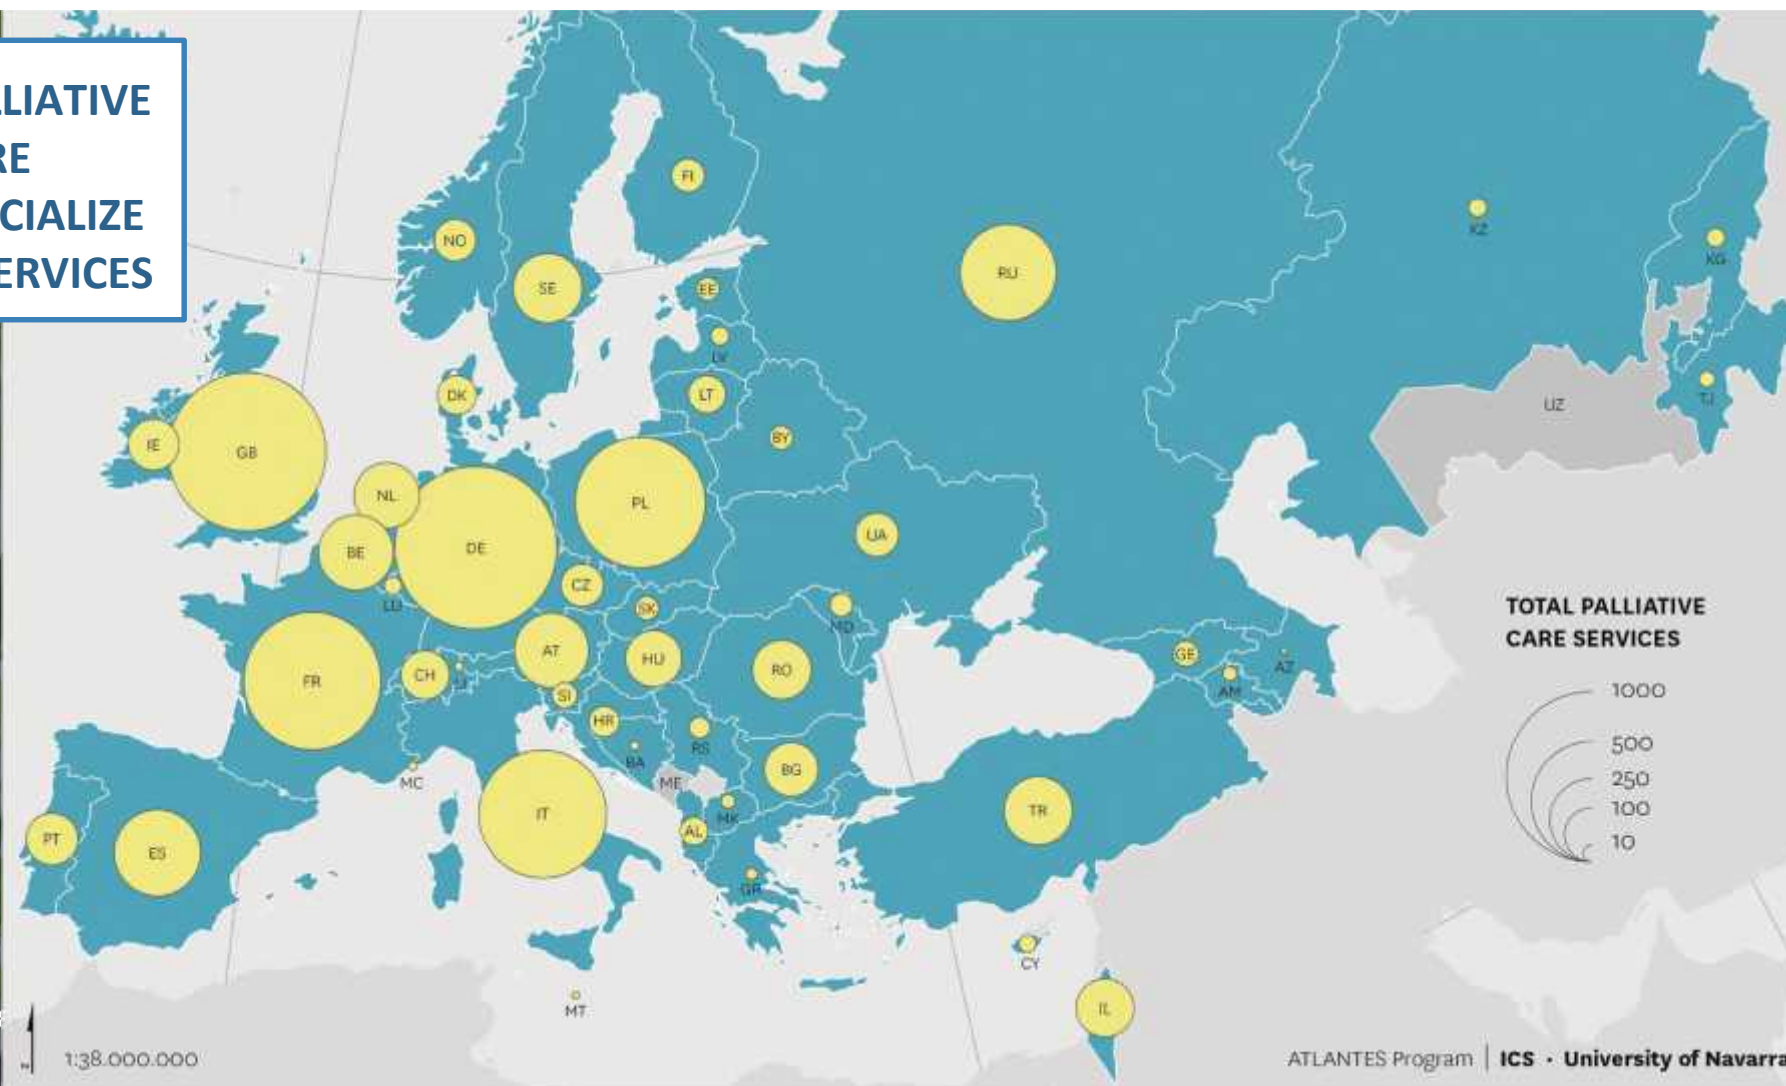 LLIATIVE
RE
CIALIZE
ERVICES
FI
NO
SE
RU
KZ
KG
EE
LV
LT
DK
BY
TJ
UZ
IE
GB
NL
PL
BE
DE
UA
CZ
LU
SK
MD
AT
HU
RO
FR
CH
LI
SI
GE
AM
AZ
HR
RS
BA
BG
MC
ME
MK
IT
AL
TR
PT
ES
GR
CY
MT
IL
TOTAL PALLIATIVE
CARE SERVICES
1000
500
250
100
10
N
1:38.000.000
ATLANTES Program | ICS · University of Navarra